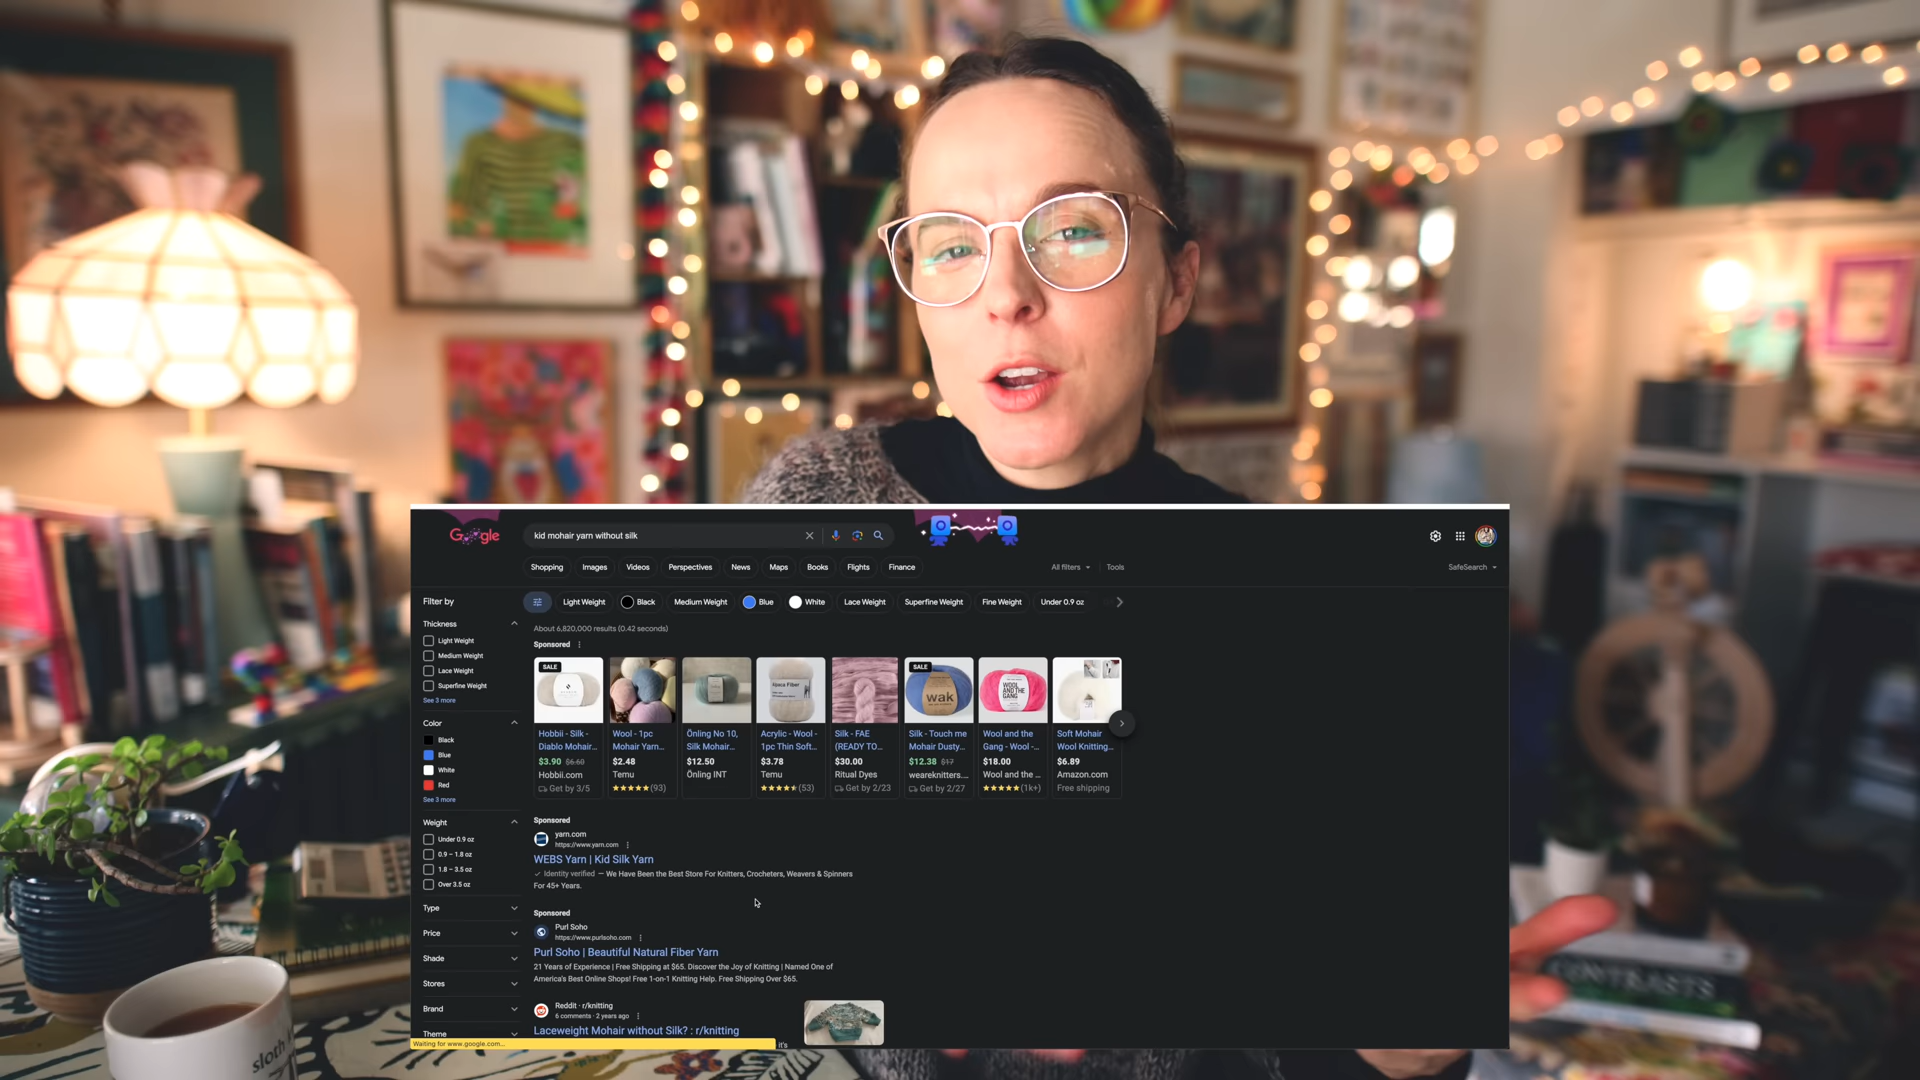 Google
kid mohair yarn without silk
Shopping
Images
Videos
Perspectives
News
Maps
Books
Flights
Finance
All filters
Tools
SafeSearch
Filter by
Light Weight
Black
Medium Weight
Blue
White
Lace Weight
Superfine Weight
Fine Weight
Under 0.9 oz
Thickness
Light Weight
Medium Weight
Lace Weight
Superfine Weight
See 3 more
Color
Black
Blue
White
Red
See 3 more
Weight
Under 0.9 oz
0.9 – 1.8 oz
1.8 – 3.5 oz
Over 3.5 oz
Type
Price
Shade
Stores
Brand
Theme
About 6,820,000 results (0.42 seconds)
Sponsored
SALE
Hobbii - Silk -
Diablo Mohair...
$3.90 $6.60
Hobbii.com
Get by 3/5
Wool - 1pc
Mohair Yarn...
$2.48
Temu
(93)
Önling No 10,
Silk Mohair...
$12.50
Önling INT
Alpaca Fiber
Acrylic - Wool -
1pc Thin Soft...
$3.78
Temu
(53)
Silk - FAE
(READY TO...
$30.00
Ritual Dyes
Get by 2/23
SALE
wak
Silk - Touch me
Mohair Dusty...
$12.38 $17
weareknitters....
Get by 2/27
WOOL
AND THE
GANG
Wool and the
Gang - Wool -...
$18.00
Wool and the ...
(1k+)
Soft Mohair
Wool Knitting...
$6.89
Amazon.com
Free shipping
Sponsored
yarn.com
https://www.yarn.com
WEBS Yarn | Kid Silk Yarn
Identity verified — We Have Been the Best Store For Knitters, Crocheters, Weavers & Spinners
For 45+ Years.
Sponsored
Purl Soho
https://www.purlsoho.com
Purl Soho | Beautiful Natural Fiber Yarn
21 Years of Experience | Free Shipping at $65. Discover the Joy of Knitting | Named One of
America's Best Online Shops! Free 1-on-1 Knitting Help. Free Shipping Over $65.
Reddit · r/knitting
6 comments · 2 years ago
Laceweight Mohair without Silk? : r/knitting
it's
Waiting for www.google.com...
sloth
CONTRASTS